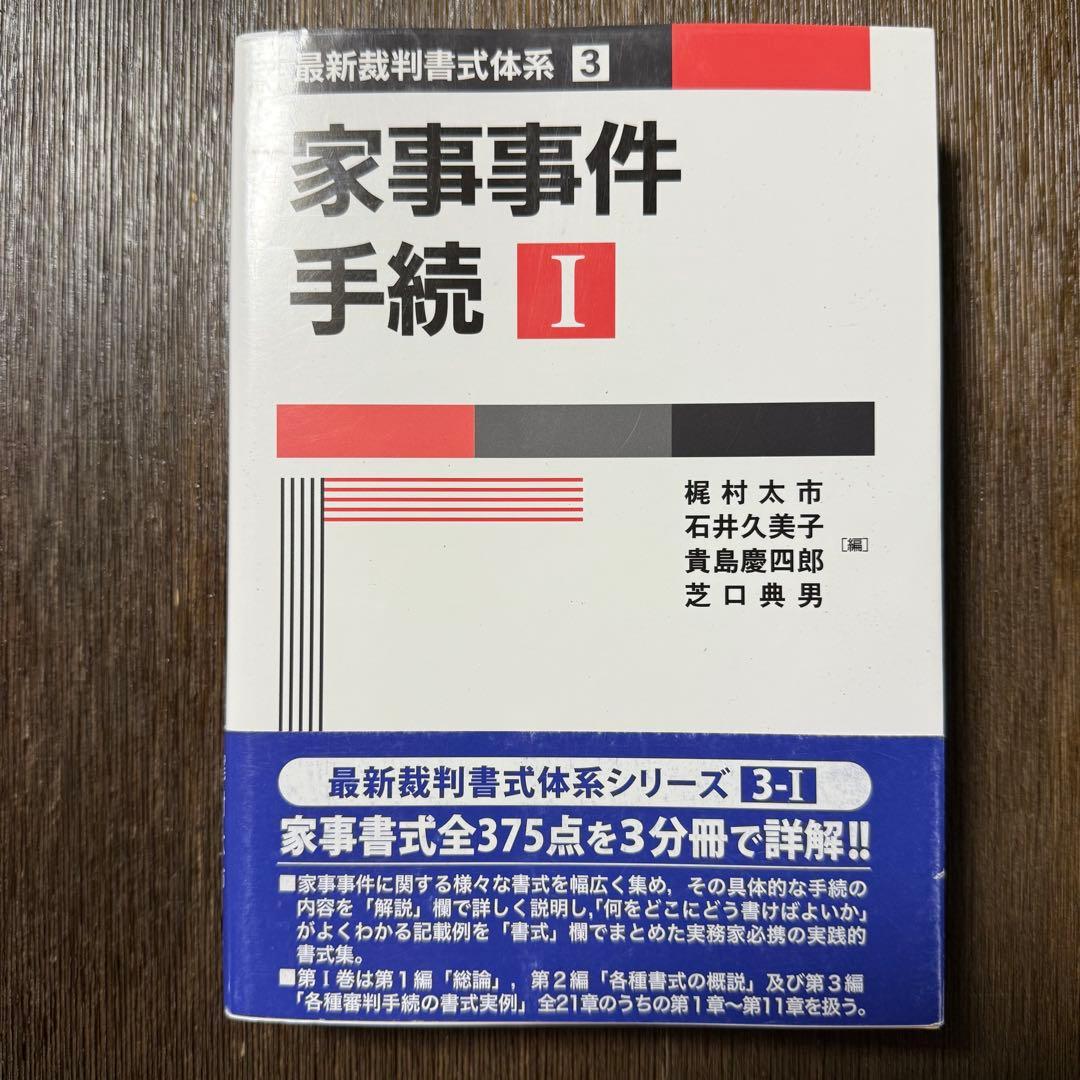 最新裁判書式体系 3
家事事件
手続 I
梶村太市
石井久美子
貴島慶四郎
芝口典男
[編]
最新裁判書式体系シリーズ 3-I
家事書式全375点を3分冊で詳解!!
■家事事件に関する様々な書式を幅広く集め，その具体的な手続の
内容を「解説」欄で詳しく説明し，「何をどこにどう書けばよいか」
がよくわかる記載例を「書式」欄でまとめた実務家必携の実践的
書式集。
■第Ⅰ巻は第1編「総論」，第2編「各種書式の概説」及び第3編
「各種審判手続の書式実例」全21章のうちの第1章〜第11章を扱う。